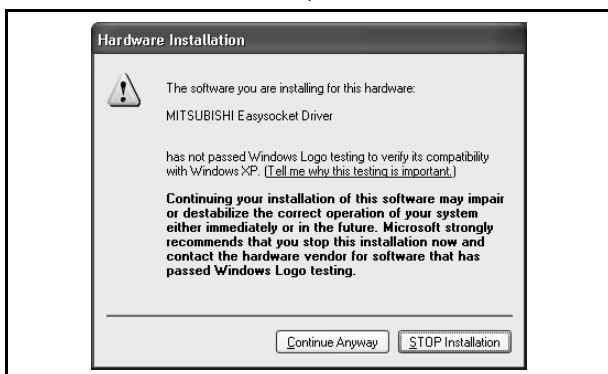 Hardware Installation
The software you are installing for this hardware:
MITSUBISHI Easysocket Driver
has not passed Windows Logo testing to verify its compatibility
with Windows XP. (Tell me why this testing is important.)
Continuing your installation of this software may impair
or destabilize the correct operation of your system
either immediately or in the future. Microsoft strongly
recommends that you stop this installation now and
contact the hardware vendor for software that has
passed Windows Logo testing.
Continue Anyway
STOP Installation